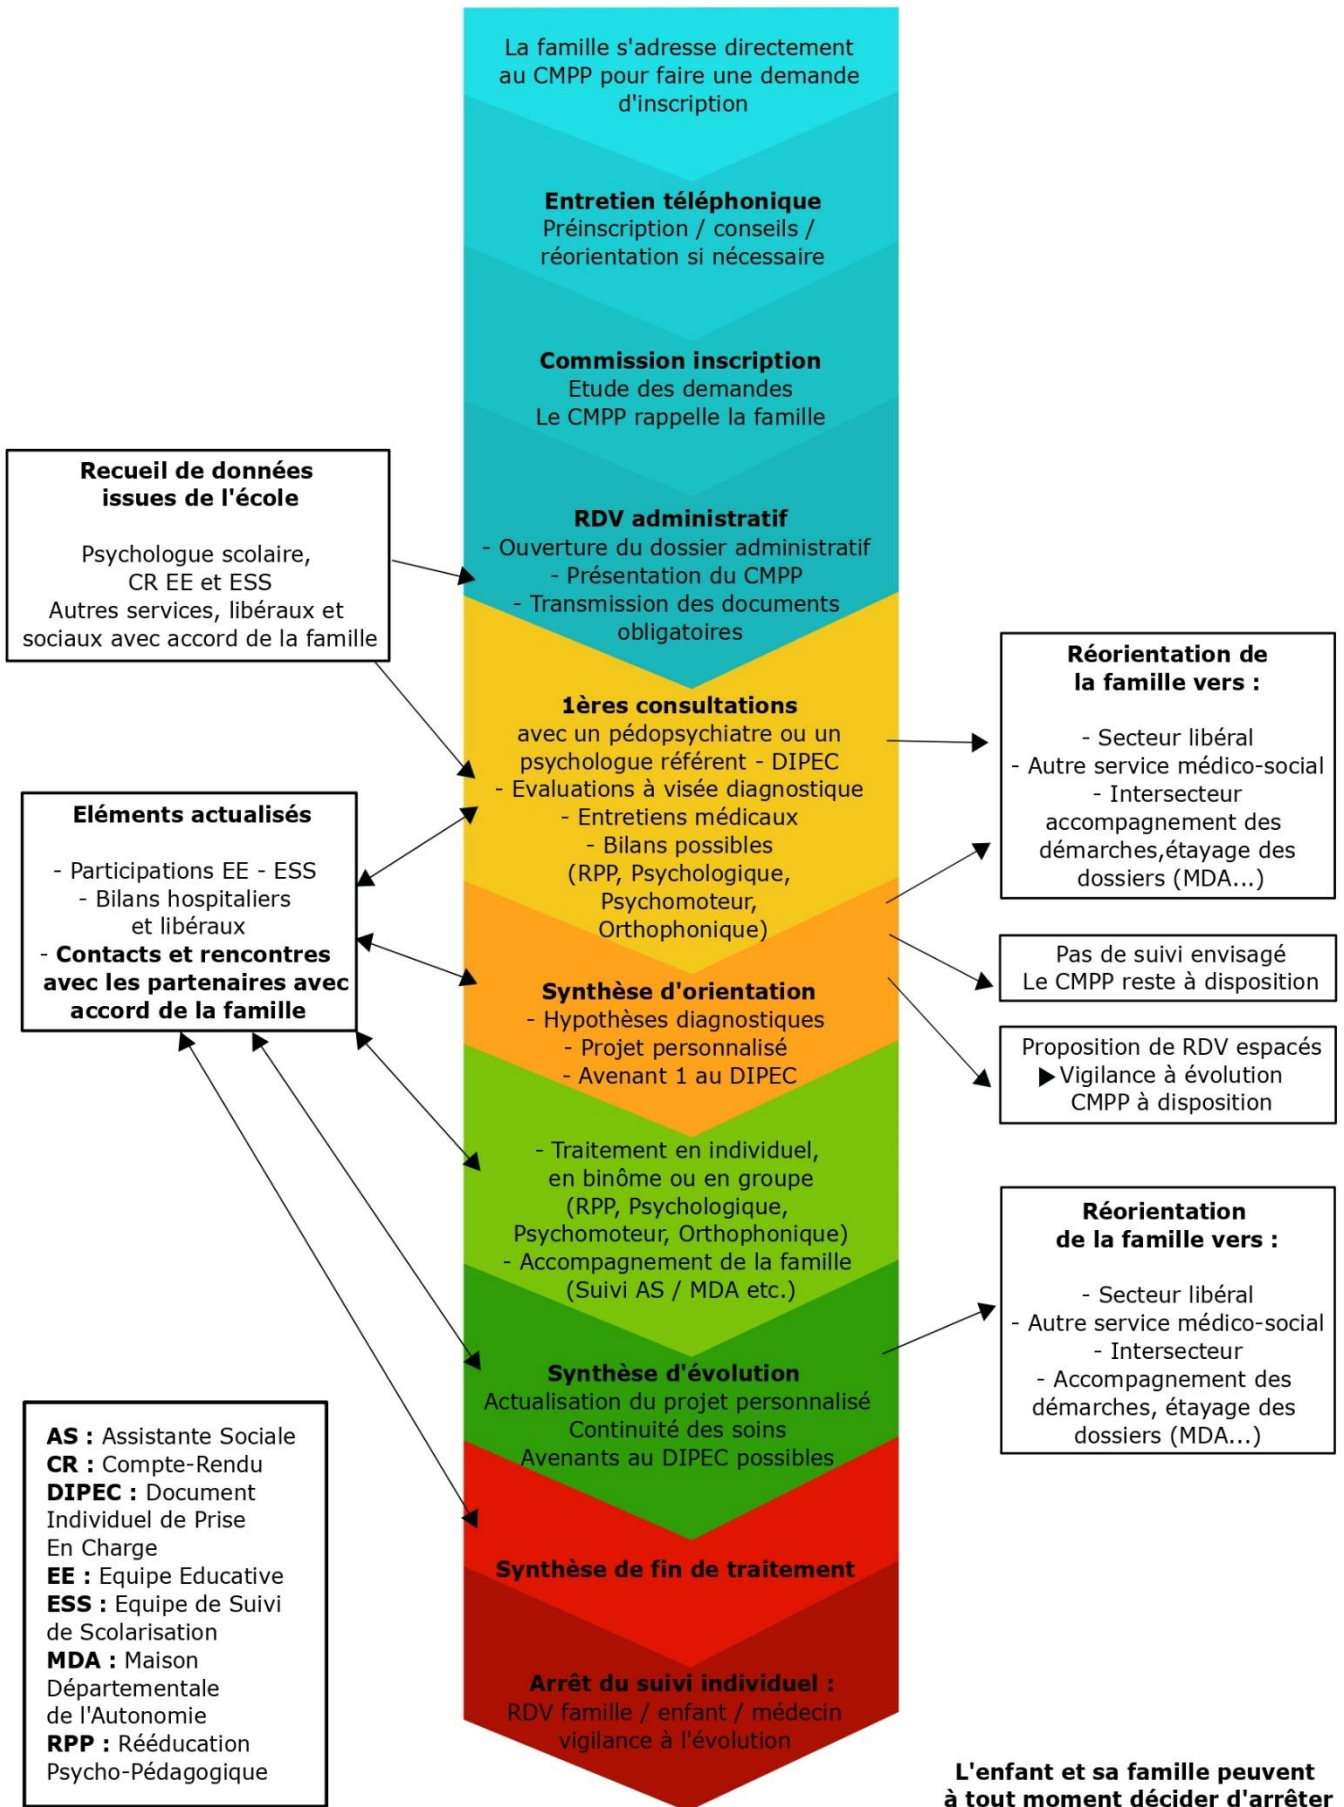 La famille s'adresse directement
au CMPP pour faire une demande
d'inscription
Entretien téléphonique
Préinscription / conseils /
réorientation si nécessaire
Commission inscription
Etude des demandes
Le CMPP rappelle la famille
RDV administratif
- Ouverture du dossier administratif
- Présentation du CMPP
- Transmission des documents
obligatoires
Recueil de données
issues de l'école
Psychologue scolaire,
CR EE et ESS
Autres services, libéraux et
sociaux avec accord de la famille
1ères consultations
avec un pédopsychiatre ou un
psychologue référent - DIPEC
- Evaluations à visée diagnostique
- Entretiens médicaux
- Bilans possibles
(RPP, Psychologique,
Psychomoteur,
Orthophonique)
Réorientation de
la famille vers :
- Secteur libéral
- Autre service médico-social
- Intersecteur
accompagnement des
démarches,étayage des
dossiers (MDA...)
Eléments actualisés
- Participations EE - ESS
- Bilans hospitaliers
et libéraux
- Contacts et rencontres
avec les partenaires avec
accord de la famille
Synthèse d'orientation
- Hypothèses diagnostiques
- Projet personnalisé
- Avenant 1 au DIPEC
Pas de suivi envisagé
Le CMPP reste à disposition
Proposition de RDV espacés
▶Vigilance à évolution
CMPP à disposition
- Traitement en individuel,
en binôme ou en groupe
(RPP, Psychologique,
Psychomoteur, Orthophonique)
- Accompagnement de la famille
(Suivi AS / MDA etc.)
Synthèse d'évolution
Actualisation du projet personnalisé
Continuité des soins
Avenants au DIPEC possibles
Réorientation
de la famille vers :
- Secteur libéral
- Autre service médico-social
- Intersecteur
- Accompagnement des
démarches, étayage des
dossiers (MDA...)
Synthèse de fin de traitement
Arrêt du suivi individuel :
RDV famille / enfant / médecin
vigilance à l'évolution
AS : Assistante Sociale
CR : Compte-Rendu
DIPEC : Document
Individuel de Prise
En Charge
EE : Equipe Educative
ESS : Equipe de Suivi
de Scolarisation
MDA : Maison
Départementale
de l'Autonomie
RPP : Rééducation
Psycho-Pédagogique
L'enfant et sa famille peuvent
à tout moment décider d'arrêter